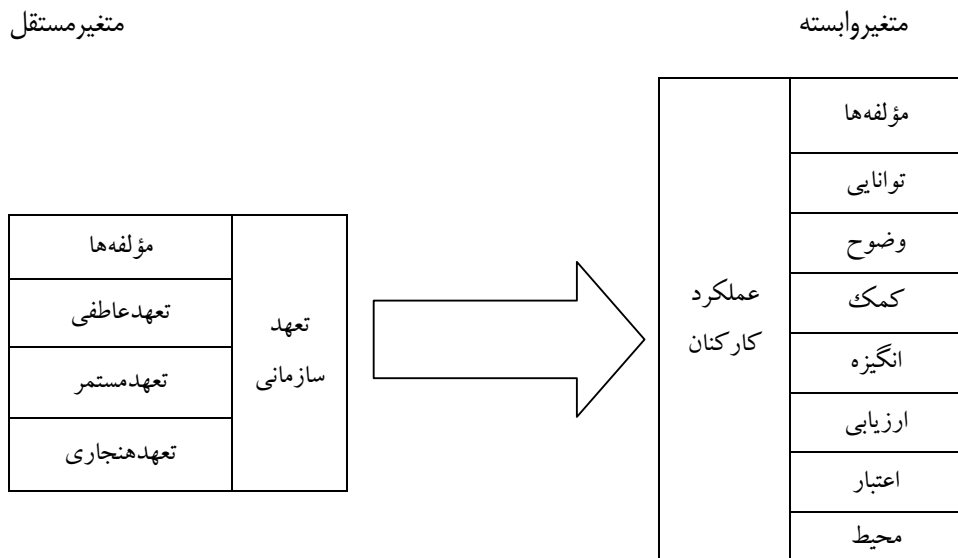 متغیروابسته
متغیرمستقل
مؤلفه‌ها
توانایی
وضوح
کمک
انگیزه
ارزیابی
اعتبار
محیط
عملکرد
کارکنان
تعهد
سازمانی
مؤلفه‌ها
تعهدعاطفی
تعهدمستمر
تعهدهنجاری